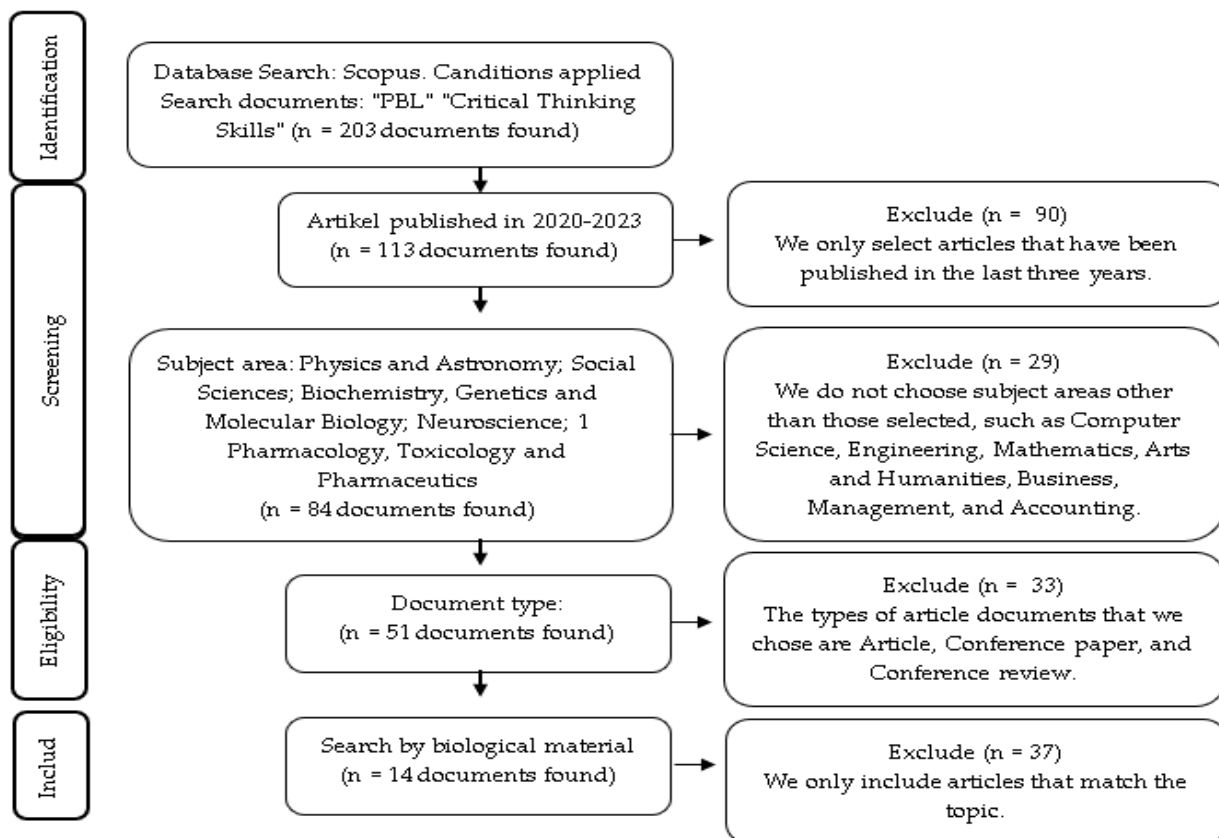 Identification
Database Search: Scopus. Canditions applied
Search documents: "PBL" "Critical Thinking
Skills" (n = 203 documents found)
Screening
Artikel published in 2020-2023
(n = 113 documents found)
Exclude (n = 90)
We only select articles that have been
published in the last three years.
Subject area: Physics and Astronomy; Social
Sciences; Biochemistry, Genetics and
Molecular Biology; Neuroscience; 1
Pharmacology, Toxicology and
Pharmaceutics
(n = 84 documents found)
Exclude (n = 29)
We do not choose subject areas other
than those selected, such as Computer
Science, Engineering, Mathematics, Arts
and Humanities, Business,
Management, and Accounting.
Eligibility
Document type:
(n = 51 documents found)
Exclude (n = 33)
The types of article documents that we
chose are Article, Conference paper, and
Conference review.
Includ
Search by biological material
(n = 14 documents found)
Exclude (n = 37)
We only include articles that match the
topic.